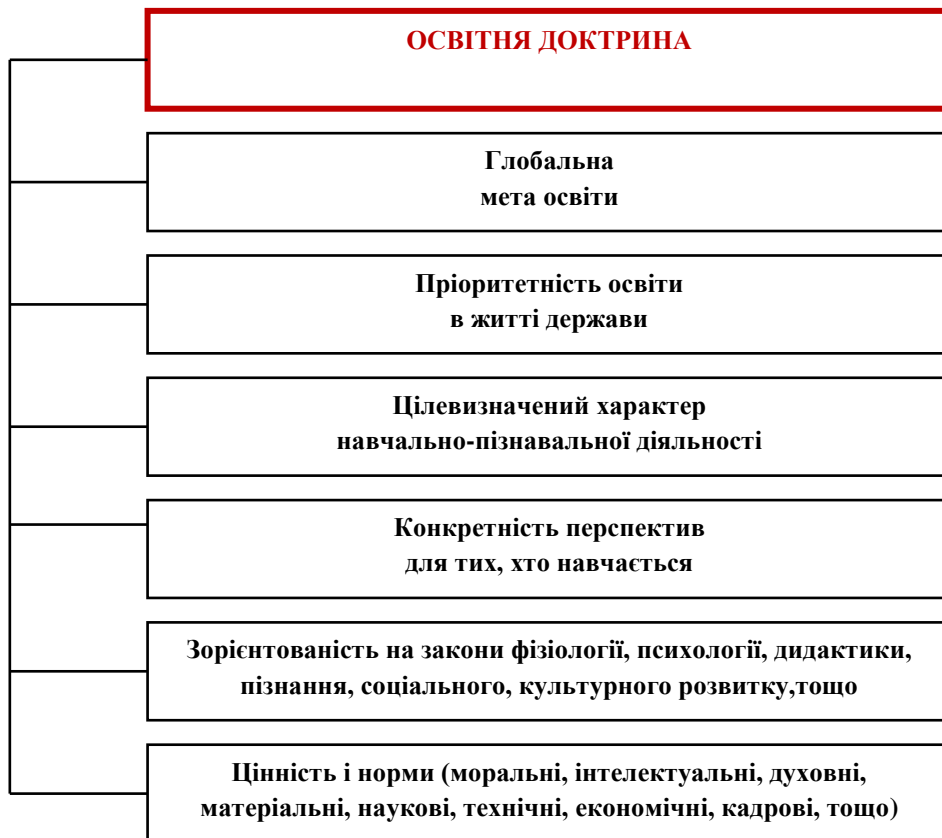 ОСВІТНЯ ДОКТРИНА
Глобальна
мета освіти
Пріоритетність освіти
в житті держави
Цілевизначений характер
навчально-пізнавальної діяльності
Конкретність перспектив
для тих, хто навчається
Зорієнтованість на закони фізіології, психології, дидактики,
пізнання, соціального, культурного розвитку,тощо
Цінність і норми (моральні, інтелектуальні, духовні,
матеріальні, наукові, технічні, економічні, кадрові, тощо)